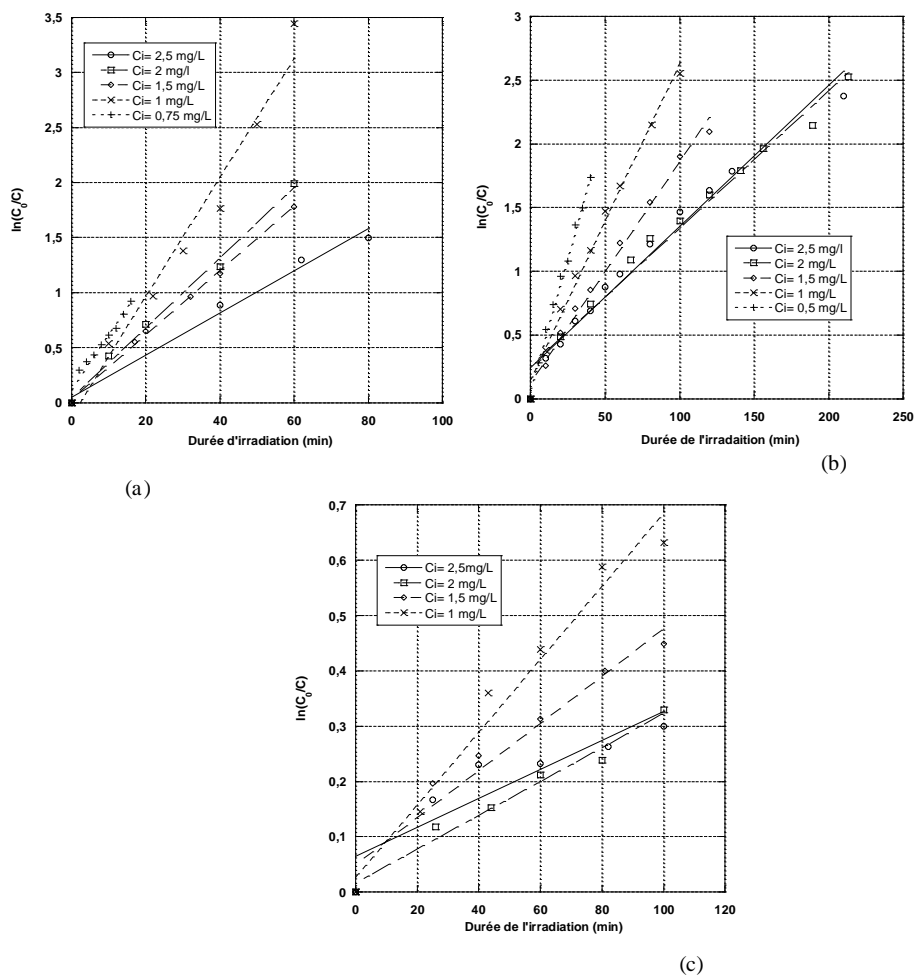 3,5
3
2,5
2
1,5
1
0,5
0
ln(C0/C)
Ci= 2,5 mg/L
Ci= 2 mg/l
Ci= 1,5 mg/L
Ci= 1 mg/L
Ci= 0,75 mg/L
0 20 40 60 80 100
Durée d'irradiation (min)
(a)
3
2,5
2
1,5
1
0,5
0
ln(C0/C)
Ci= 2,5 mg/l
Ci= 2 mg/L
Ci= 1,5 mg/L
Ci= 1 mg/L
Ci= 0,5 mg/L
0 50 100 150 200 250
Durée de l'irradaition (min)
(b)
0,7
0,6
0,5
0,4
0,3
0,2
0,1
0
ln(C0/C)
Ci= 2,5mg/L
Ci= 2 mg/L
Ci= 1,5 mg/L
Ci= 1 mg/L
0 20 40 60 80 100 120
Durée de l'irradiation (min)
(c)